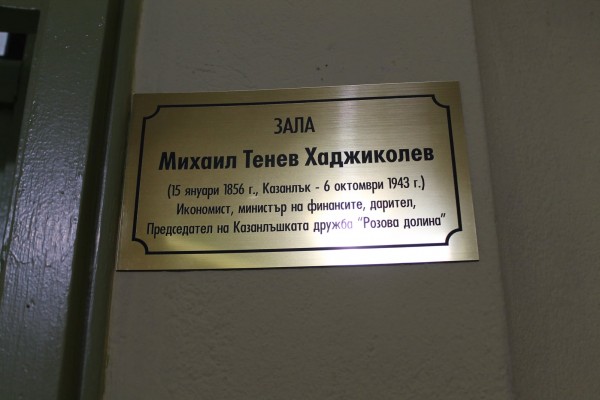 ЗАЛА
Михаил Тенев Хаджиколев
(15 януари 1856 г., Казанлък - 6 октомври 1943 г.)
Икономист, министър на финансите, дарител,
Председател на Казанлъшката дружба "Розова долина"